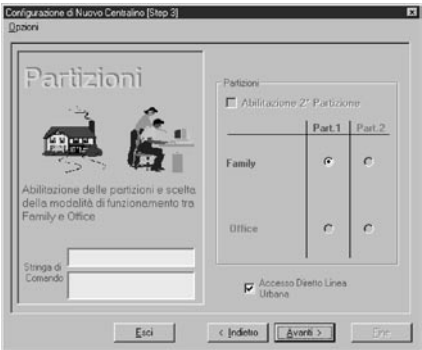 Configurazione di Nuovo Centralino [Step 3]
Opzioni
Partizioni
Abilitazione delle partizioni e scelta
della modalità di funzionamento tra
Family e Office
Stringa di
Comando
Partizioni
Abilitazione 2° Partizione
Part.1 Part.2
Family
Office
Accesso Diretto Linea
Urbana
Esci
< Indietro
Avanti >
Fine